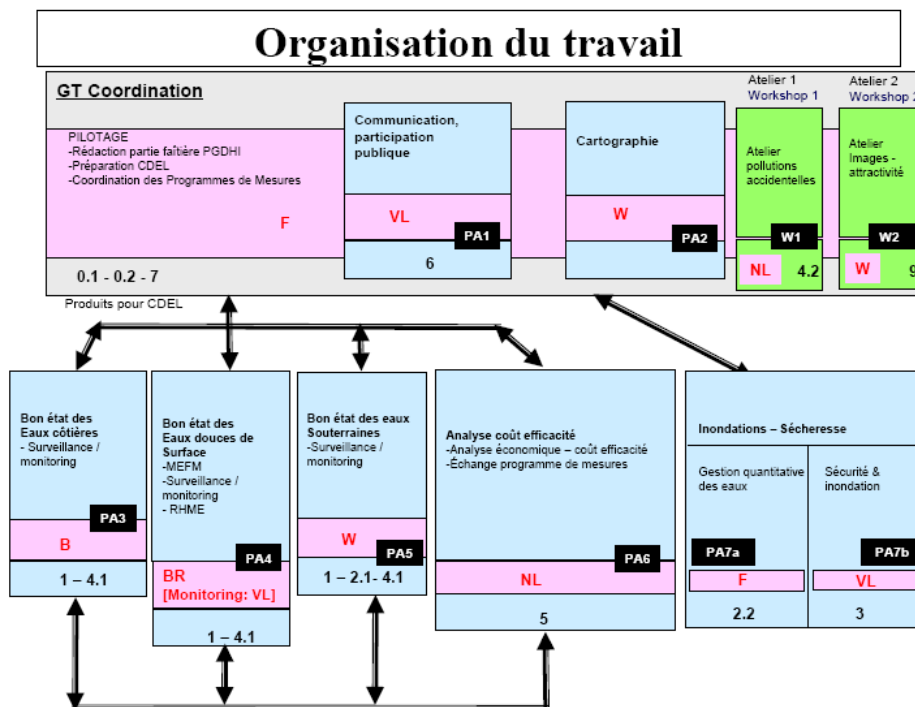 Organisation du travail
GT Coordination
PILOTAGE
-Rédaction partie faîtière PGDHI
-Préparation CDEL
-Coordination des Programmes de Mesures
F
0.1 - 0.2 - 7
Communication,
participation
publique
VL
PA1
6
Cartographie
W
PA2
Atelier 1
Workshop 1
Atelier
pollutions
accidentelles
W1
NL 4.2
Atelier 2
Workshop 2
Atelier
Images -
attractivité
W2
W 9
Produits pour CDEL
Bon état des
Eaux côtières
- Surveillance /
monitoring
PA3
B
1 – 4.1
Bon état des
Eaux douces de
Surface
- MEFM
- Surveillance /
monitoring
- RHME
PA4
BR
[Monitoring: VL]
1 – 4.1
Bon état des eaux
Souterraines
- Surveillance /
monitoring
W
PA5
1 – 2.1- 4.1
Analyse coût efficacité
-Analyse économique – coût efficacité
-Échange programme de mesures
PA6
NL
5
Inondations – Sécheresse
Gestion quantitative
des eaux
PA7a
F
2.2
Sécurité &
inondation
PA7b
VL
3